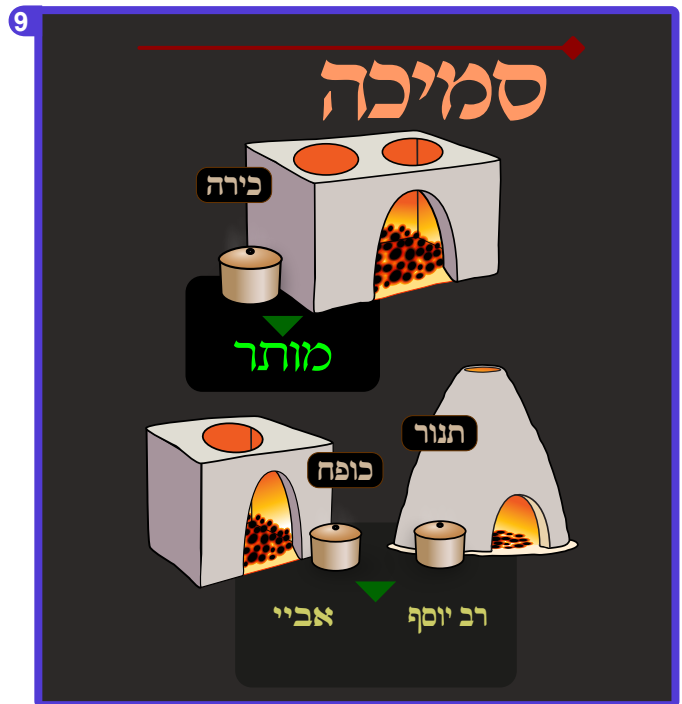 9
סמיכה
כירה
מותר
תנור
כופח
רב יוסף
אביי